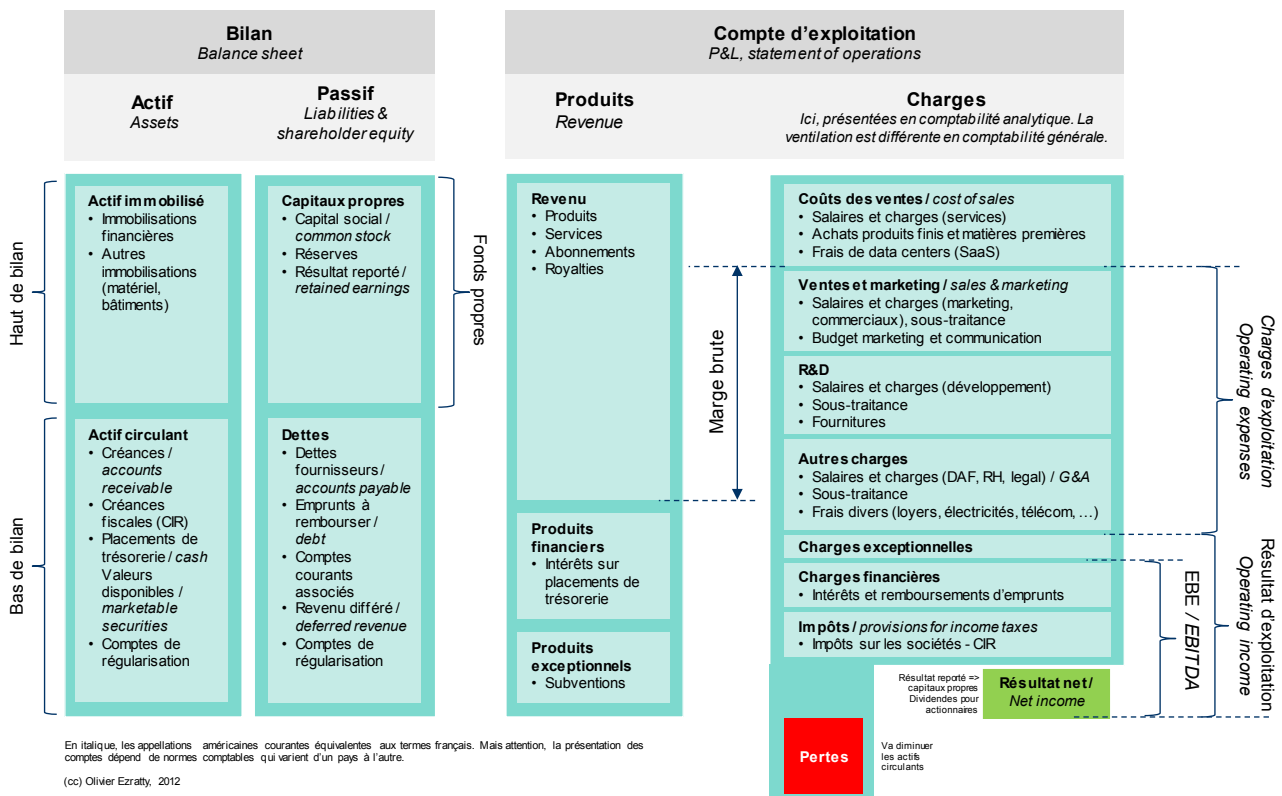 Bilan
Balance sheet
Compte d'exploitation
P&L, statement of operations
Actif
Assets
Passif
Liabilities &
shareholder equity
Produits
Revenue
Charges
Ici, présentées en comptabilité analytique. La
ventilation est différente en comptabilité générale.
Haut de bilan
Actif immobilisé
• Immobilisations
financières
• Autres
immobilisations
(matériel,
bâtiments)
Capitaux propres
• Capital social /
common stock
• Réserves
• Résultat reporté /
retained earnings
Fonds propres
Bas de bilan
Actif circulant
• Créances /
accounts
receivable
• Créances
fiscales (CIR)
• Placements de
trésorerie / cash
Valeurs
disponibles /
marketable
securities
• Comptes de
régularisation
Dettes
• Dettes
fournisseurs /
accounts payable
• Emprunts à
rembourser /
debt
• Comptes
courants
associés
• Revenu différé /
deferred revenue
• Comptes de
régularisation
Revenu
• Produits
• Services
• Abonnements
• Royalties
Marge brute
Produits
financiers
• Intérêts sur
placements de
trésorerie
Produits
exceptionnels
• Subventions
Coûts des ventes / cost of sales
• Salaires et charges (services)
• Achats produits finis et matières premières
• Frais de data centers (SaaS)
Ventes et marketing / sales & marketing
• Salaires et charges (marketing,
commerciaux), sous-traitance
• Budget marketing et communication
R&D
• Salaires et charges (développement)
• Sous-traitance
• Fournitures
Autres charges
• Salaires et charges (DAF, RH, legal) / G&A
• Sous-traitance
• Frais divers (loyers, électricités, télécom, …)
Charges exceptionnelles
Charges financières
• Intérêts et remboursements d'emprunts
Impôts / provisions for income taxes
• Impôts sur les sociétés - CIR
Charges d'exploitation
Operating expenses
EBE / EBITDA
Résultat d'exploitation
Operating income
Résultat reporté =>
capitaux propres
Dividendes pour
actionnaires
Résultat net /
Net income
Pertes
Va diminuer
les actifs
circulants
En italique, les appellations américaines courantes équivalentes aux termes français. Mais attention, la présentation des
comptes dépend de normes comptables qui varient d'un pays à l'autre.
(cc) Olivier Ezratty, 2012